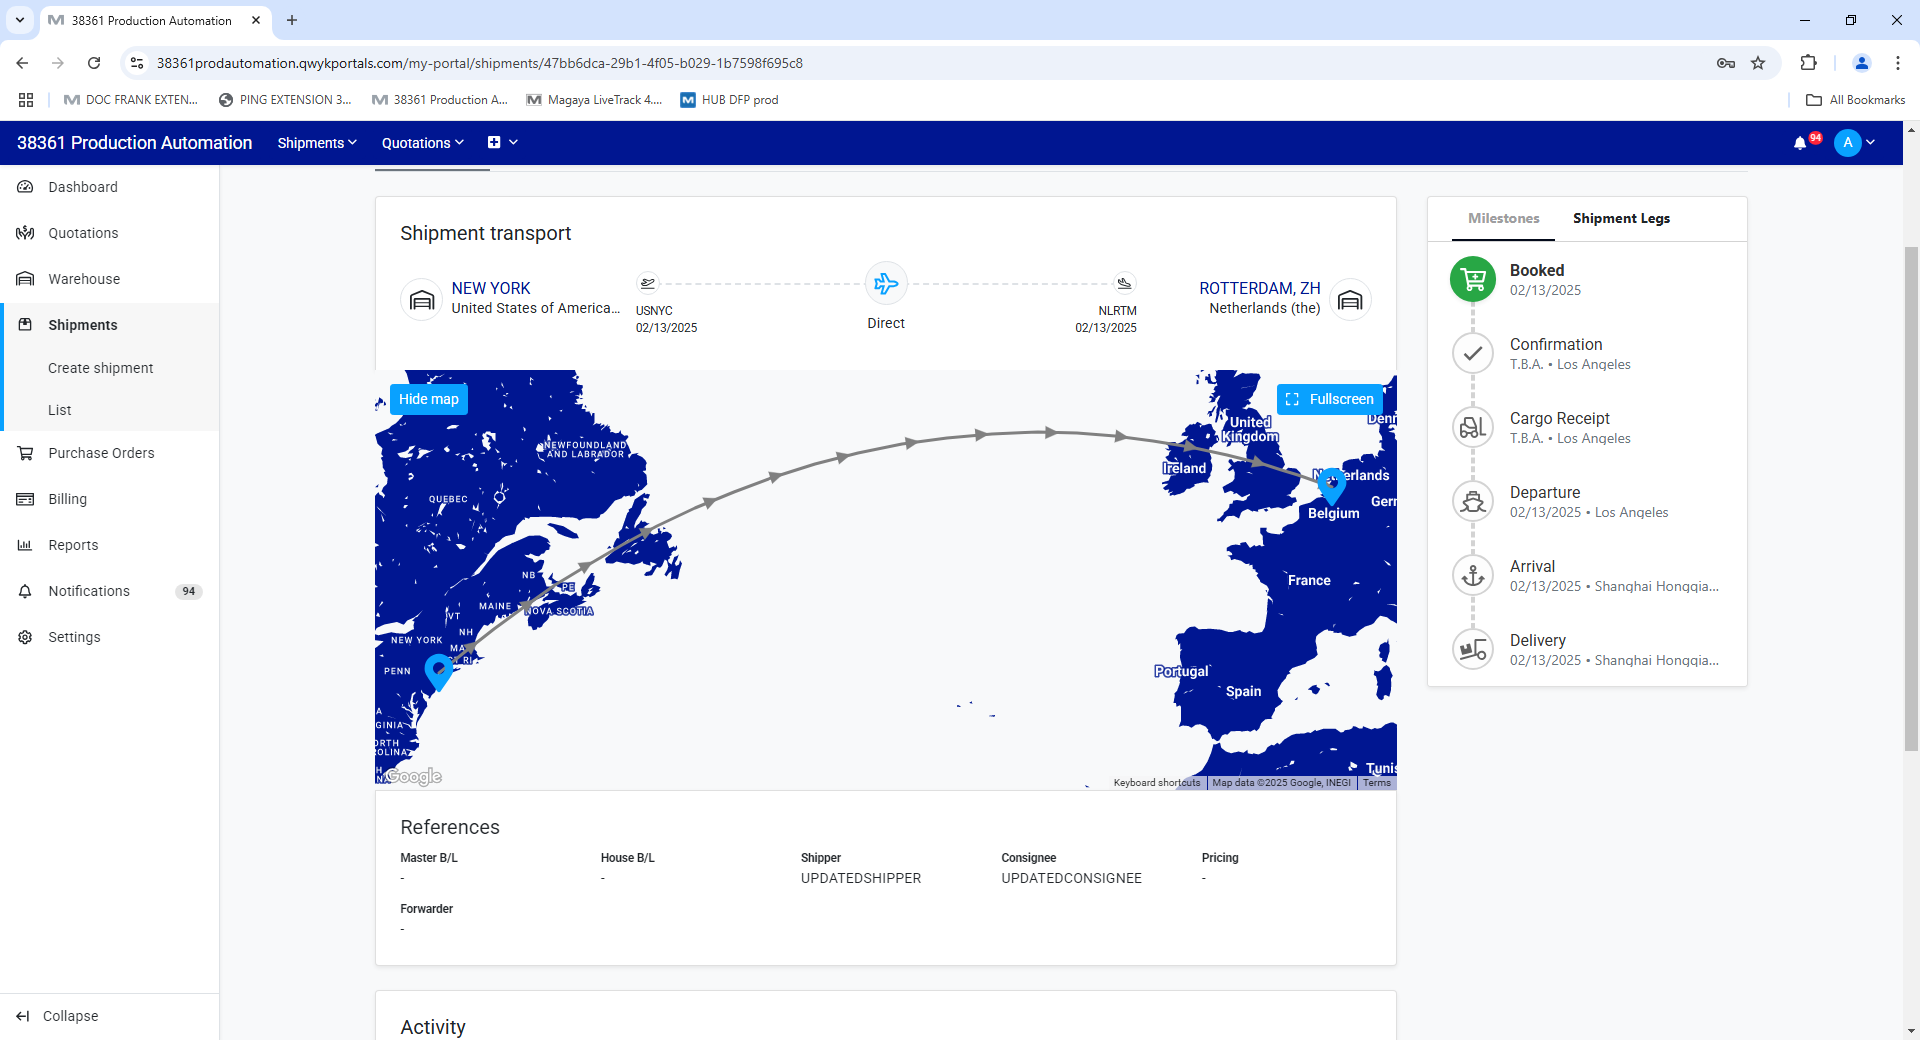 38361 Production Automation
38361prodautomation.qwykportals.com/my-portal/shipments/47bb6dca-29b1-4f05-b029-1b7598f695c8
DOC FRANK EXTEN...
PING EXTENSION 3...
38361 Production A...
Magaya LiveTrack 4....
HUB DFP prod
All Bookmarks
38361 Production Automation
Shipments
Quotations
94
A
Dashboard
Quotations
Warehouse
Shipments
Create shipment
List
Purchase Orders
Billing
Reports
Notifications
94
Settings
Collapse
Shipment transport
NEW YORK
United States of America...
USNYC
02/13/2025
Direct
NLRTM
02/13/2025
ROTTERDAM, ZH
Netherlands (the)
Hide map
Fullscreen
NEWFOUNDLAND
AND LABRADOR
QUEBEC
NB
PE
MAINE
NOVA SCOTIA
VT
NH
NEW YORK
MA
CT RI
PENN
United
Kingdom
Ireland
Netherlands
Belgium
Germ
Denn
France
Portugal
Spain
Tunis
Google
Keyboard shortcuts
Map data ©2025 Google, INEGI
Terms
References
Master B/L
-
House B/L
-
Shipper
UPDATEDSHIPPER
Consignee
UPDATEDCONSIGNEE
Pricing
-
Forwarder
-
Activity
Milestones
Shipment Legs
Booked
02/13/2025
Confirmation
T.B.A. • Los Angeles
Cargo Receipt
T.B.A. • Los Angeles
Departure
02/13/2025 • Los Angeles
Arrival
02/13/2025 • Shanghai Hongqia...
Delivery
02/13/2025 • Shanghai Hongqia...